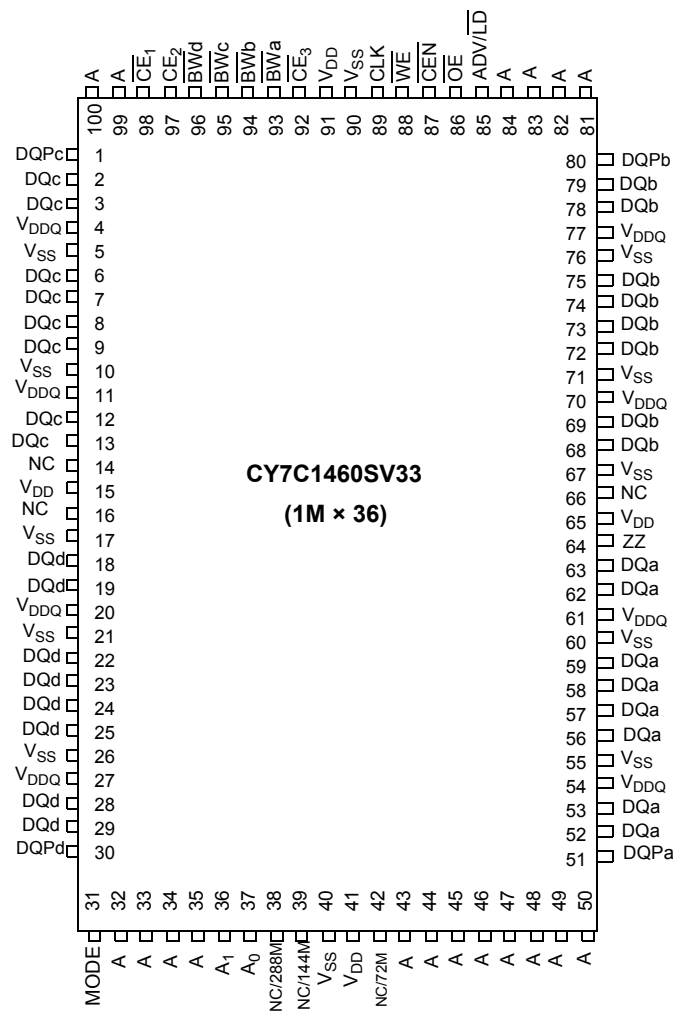 A
A
CE1
CE2
BWd
BWc
BWb
BWa
CE3
VDD
VSS
CLK
WE
CEN
OE
ADV/LD
A
A
A
A
100
99
98
97
96
95
94
93
92
91
90
89
88
87
86
85
84
83
82
81
DQPc 1
DQc 2
DQc 3
VDDQ 4
VSS 5
DQc 6
DQc 7
DQc 8
DQc 9
VSS 10
VDDQ 11
DQc 12
DQc 13
NC 14
VDD 15
NC 16
VSS 17
DQd 18
DQd 19
VDDQ 20
VSS 21
DQd 22
DQd 23
DQd 24
DQd 25
VSS 26
VDDQ 27
DQd 28
DQd 29
DQPd 30
CY7C1460SV33
(1M × 36)
80 DQPb
79 DQb
78 DQb
77 VDDQ
76 VSS
75 DQb
74 DQb
73 DQb
72 DQb
71 VSS
70 VDDQ
69 DQb
68 DQb
67 VSS
66 NC
65 VDD
64 ZZ
63 DQa
62 DQa
61 VDDQ
60 VSS
59 DQa
58 DQa
57 DQa
56 DQa
55 VSS
54 VDDQ
53 DQa
52 DQa
51 DQPa
31
32
33
34
35
36
37
38
39
40
41
42
43
44
45
46
47
48
49
50
MODE
A
A
A
A
A1
A0
NC/288M
NC/144M
VSS
VDD
NC/72M
A
A
A
A
A
A
A
A